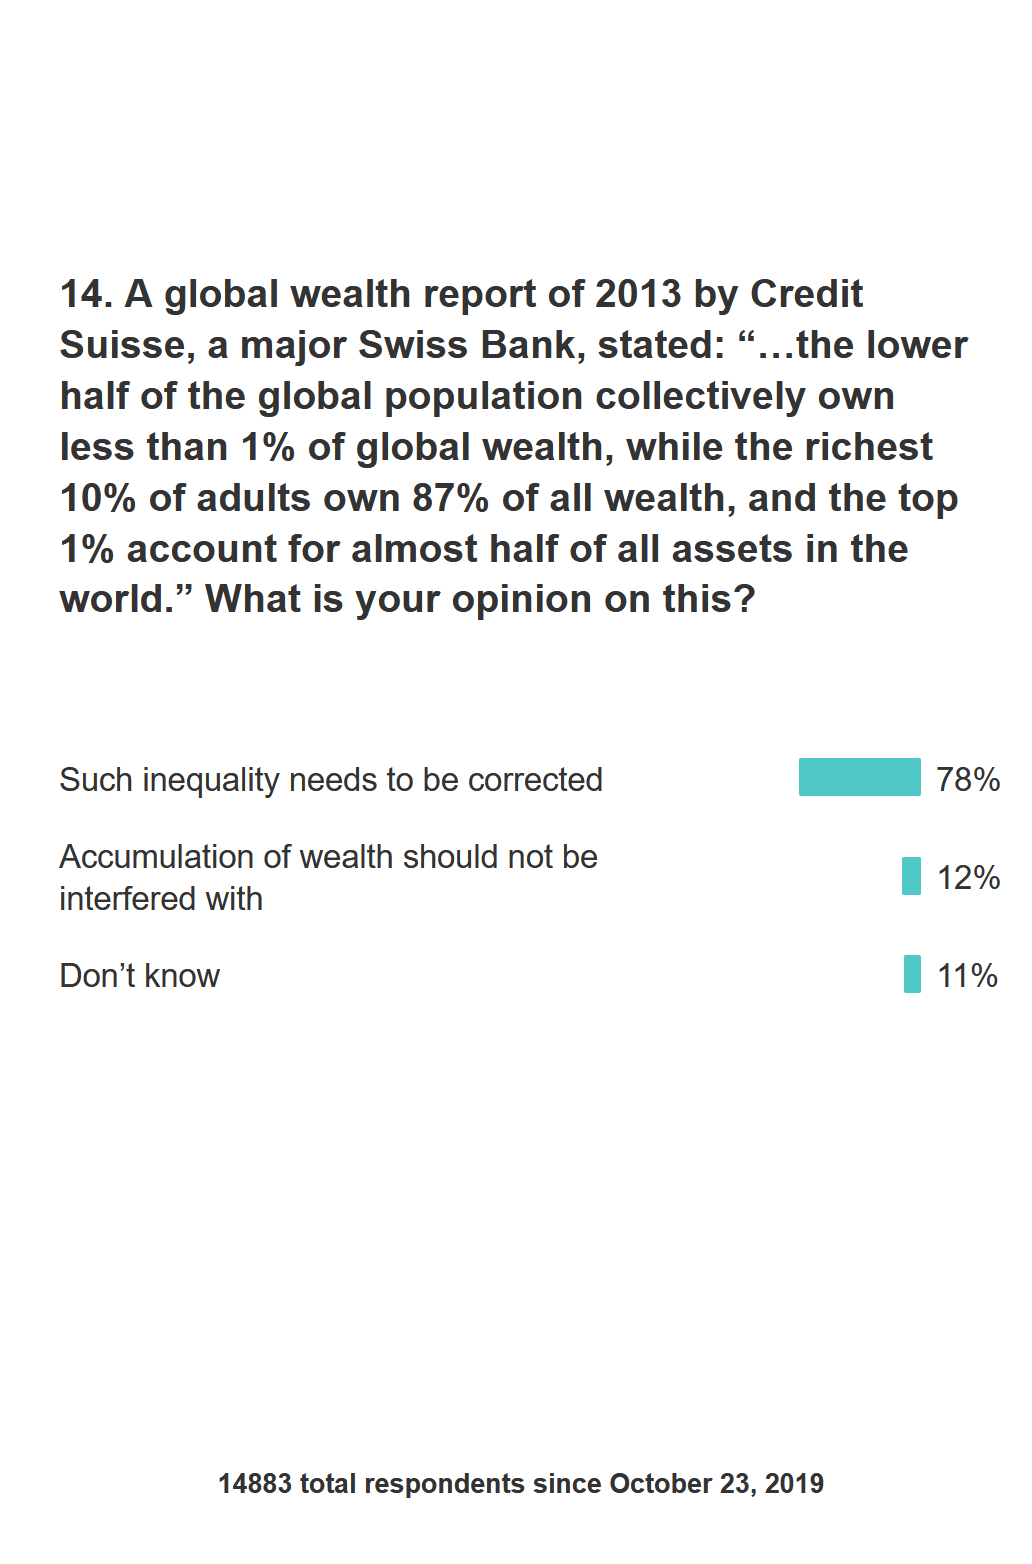 14. A global wealth report of 2013 by Credit
Suisse, a major Swiss Bank, stated: “…the lower
half of the global population collectively own
less than 1% of global wealth, while the richest
10% of adults own 87% of all wealth, and the top
1% account for almost half of all assets in the
world.” What is your opinion on this?
Such inequality needs to be corrected 78%
Accumulation of wealth should not be
interfered with 12%
Don’t know 11%
14883 total respondents since October 23, 2019